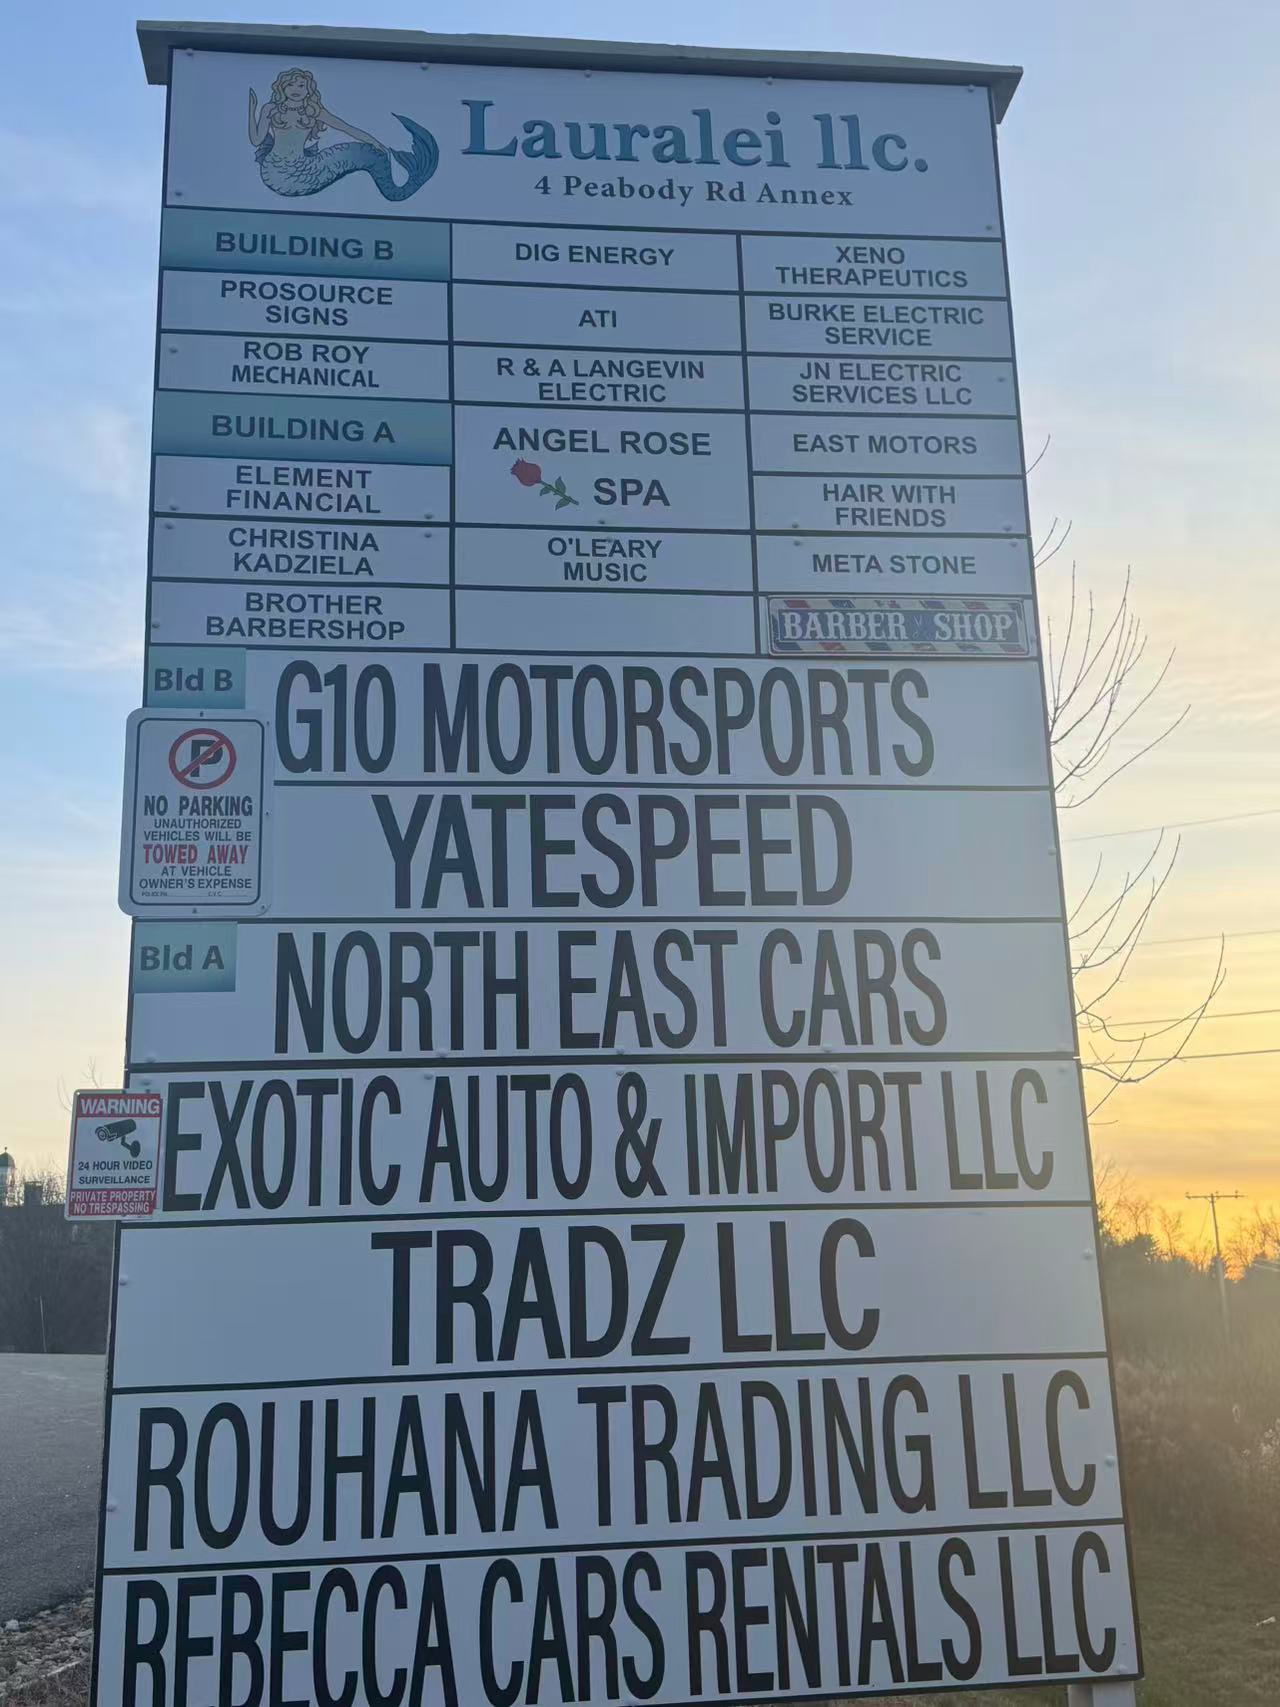 Lauralei llc.
4 Peabody Rd Annex
BUILDING B
PROSOURCE
SIGNS
ROB ROY
MECHANICAL
BUILDING A
ELEMENT
FINANCIAL
CHRISTINA
KADZIELA
BROTHER
BARBERSHOP
DIG ENERGY
ATI
R & A LANGEVIN
ELECTRIC
ANGEL ROSE
SPA
O'LEARY
MUSIC
XENO
THERAPEUTICS
BURKE ELECTRIC
SERVICE
JN ELECTRIC
SERVICES LLC
EAST MOTORS
HAIR WITH
FRIENDS
META STONE
BARBER SHOP
Bld B
G10 MOTORSPORTS
P
NO PARKING
UNAUTHORIZED
VEHICLES WILL BE
TOWED AWAY
AT VEHICLE
OWNER'S EXPENSE
YATESPEED
Bld A
NORTH EAST CARS
WARNING
24 HOUR VIDEO
SURVEILLANCE
PRIVATE PROPERTY
NO TRESPASSING
EXOTIC AUTO & IMPORT LLC
TRADZ LLC
ROUHANA TRADING LLC
REBECCA CARS RENTALS LLC